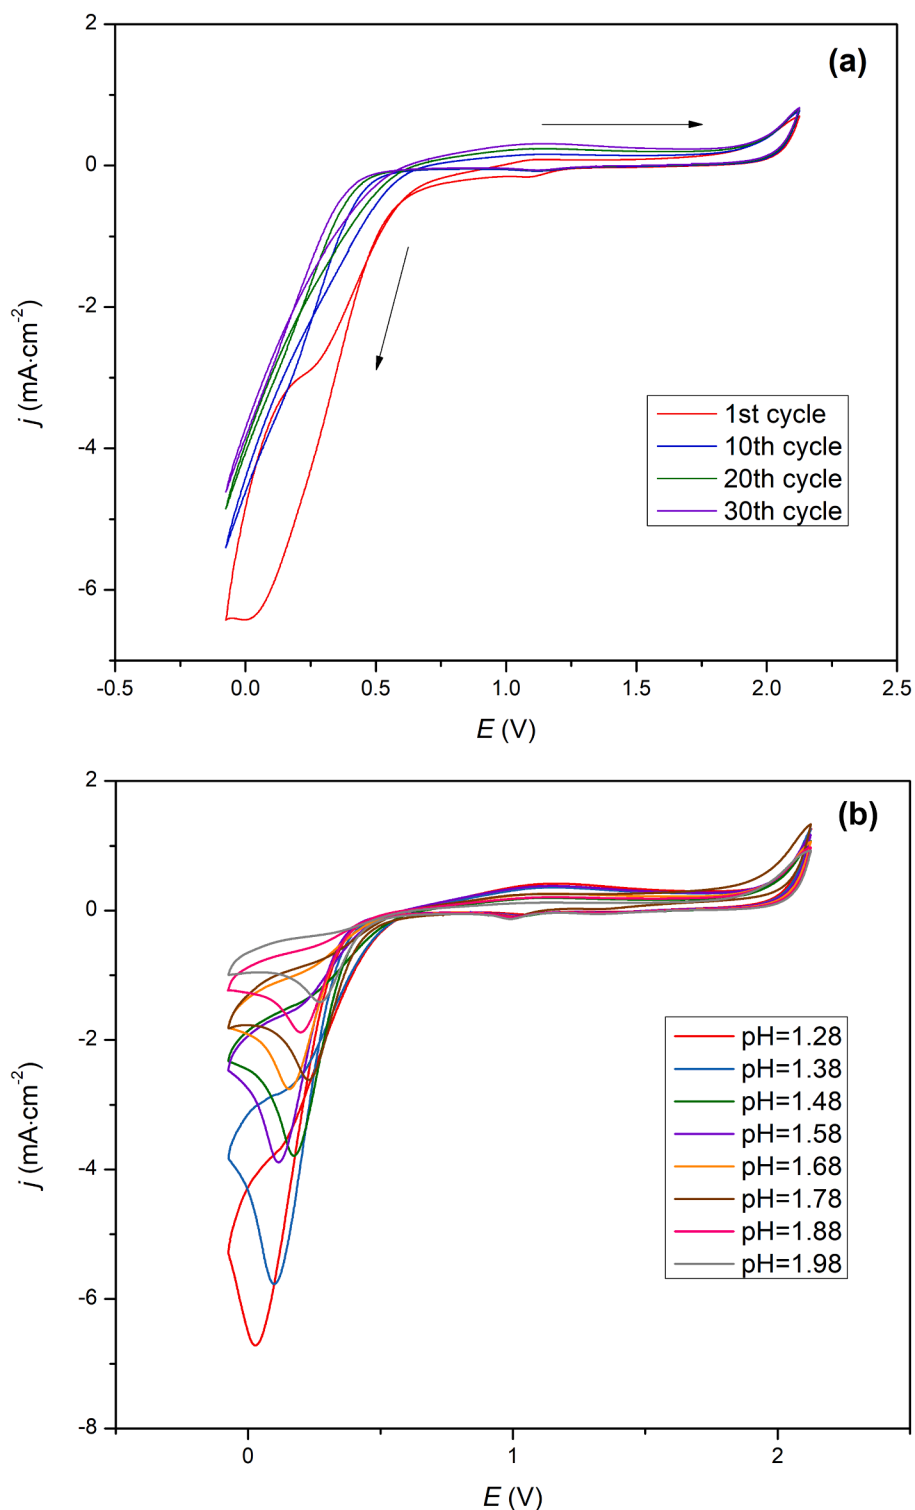 (a)
2
0
-2
-4
-6
-0.5 0.0 0.5 1.0 1.5 2.0 2.5
j (mA·cm-2)
E (V)
1st cycle
10th cycle
20th cycle
30th cycle
(b)
2
0
-2
-4
-6
-8
0 1 2
j (mA·cm-2)
E (V)
pH=1.28
pH=1.38
pH=1.48
pH=1.58
pH=1.68
pH=1.78
pH=1.88
pH=1.98